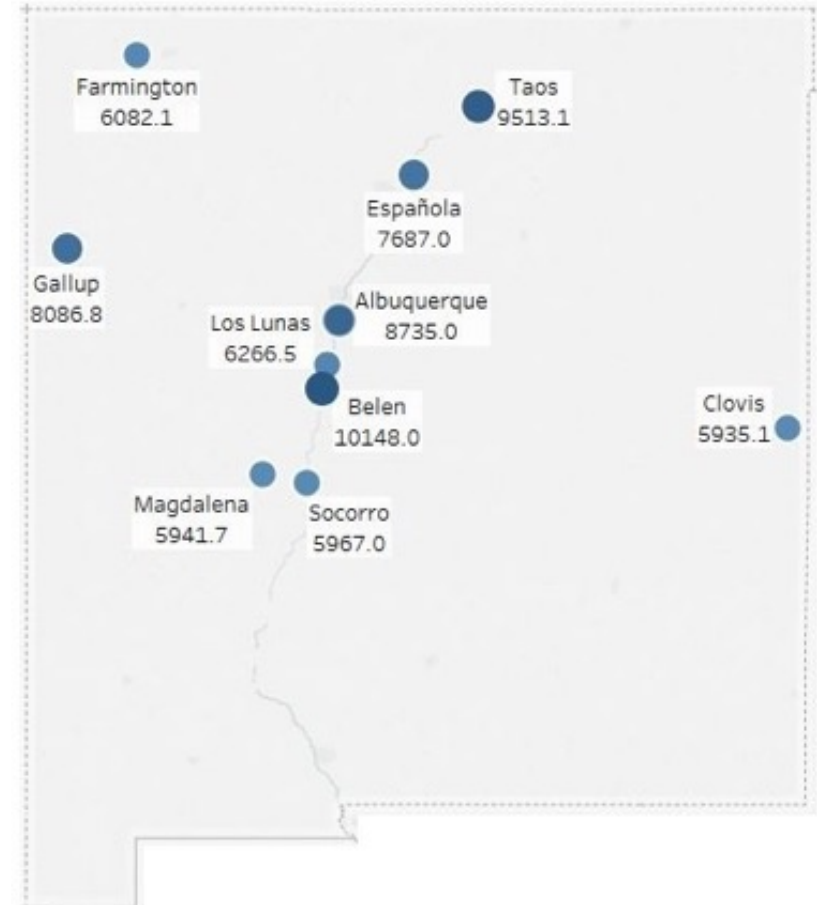 Farmington
6082.1
Taos
9513.1
Española
7687.0
Gallup
8086.8
Albuquerque
8735.0
Los Lunas
6266.5
Belen
10148.0
Clovis
5935.1
Magdalena
5941.7
Socorro
5967.0